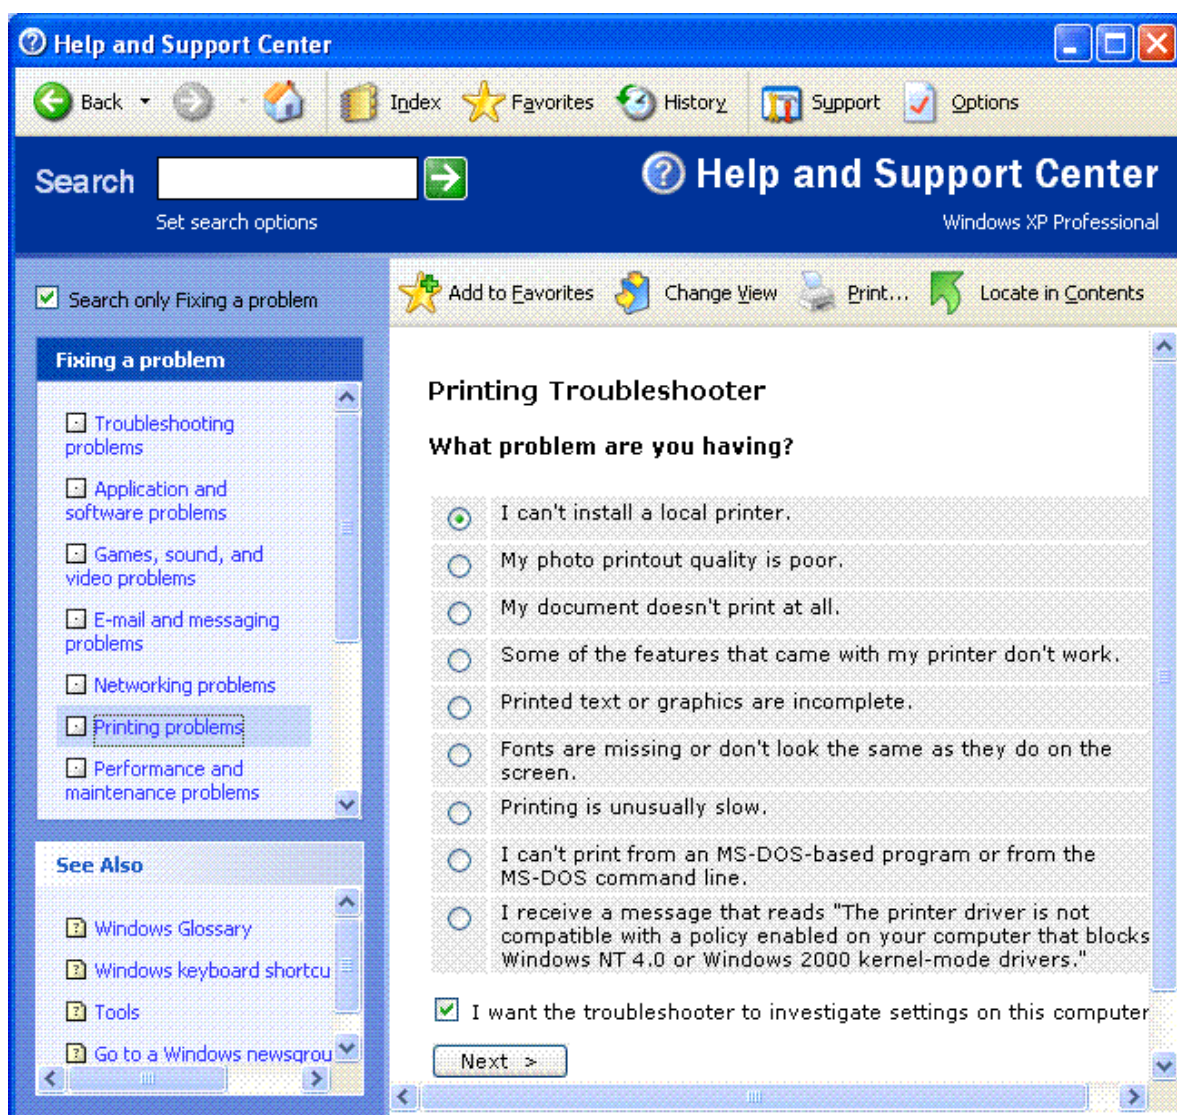 Help and Support Center
Back
Index
Favorites
History
Support
Options
Search
Set search options
Help and Support Center
Windows XP Professional
Search only Fixing a problem
Add to Favorites
Change View
Print...
Locate in Contents
Fixing a problem
Troubleshooting
problems
Application and
software problems
Games, sound, and
video problems
E-mail and messaging
problems
Networking problems
Printing problems
Performance and
maintenance problems
See Also
Windows Glossary
Windows keyboard shortcu
Tools
Go to a Windows newsgrou
Printing Troubleshooter
What problem are you having?
I can't install a local printer.
My photo printout quality is poor.
My document doesn't print at all.
Some of the features that came with my printer don't work.
Printed text or graphics are incomplete.
Fonts are missing or don't look the same as they do on the
screen.
Printing is unusually slow.
I can't print from an MS-DOS-based program or from the
MS-DOS command line.
I receive a message that reads "The printer driver is not
compatible with a policy enabled on your computer that blocks
Windows NT 4.0 or Windows 2000 kernel-mode drivers."
I want the troubleshooter to investigate settings on this computer
Next >